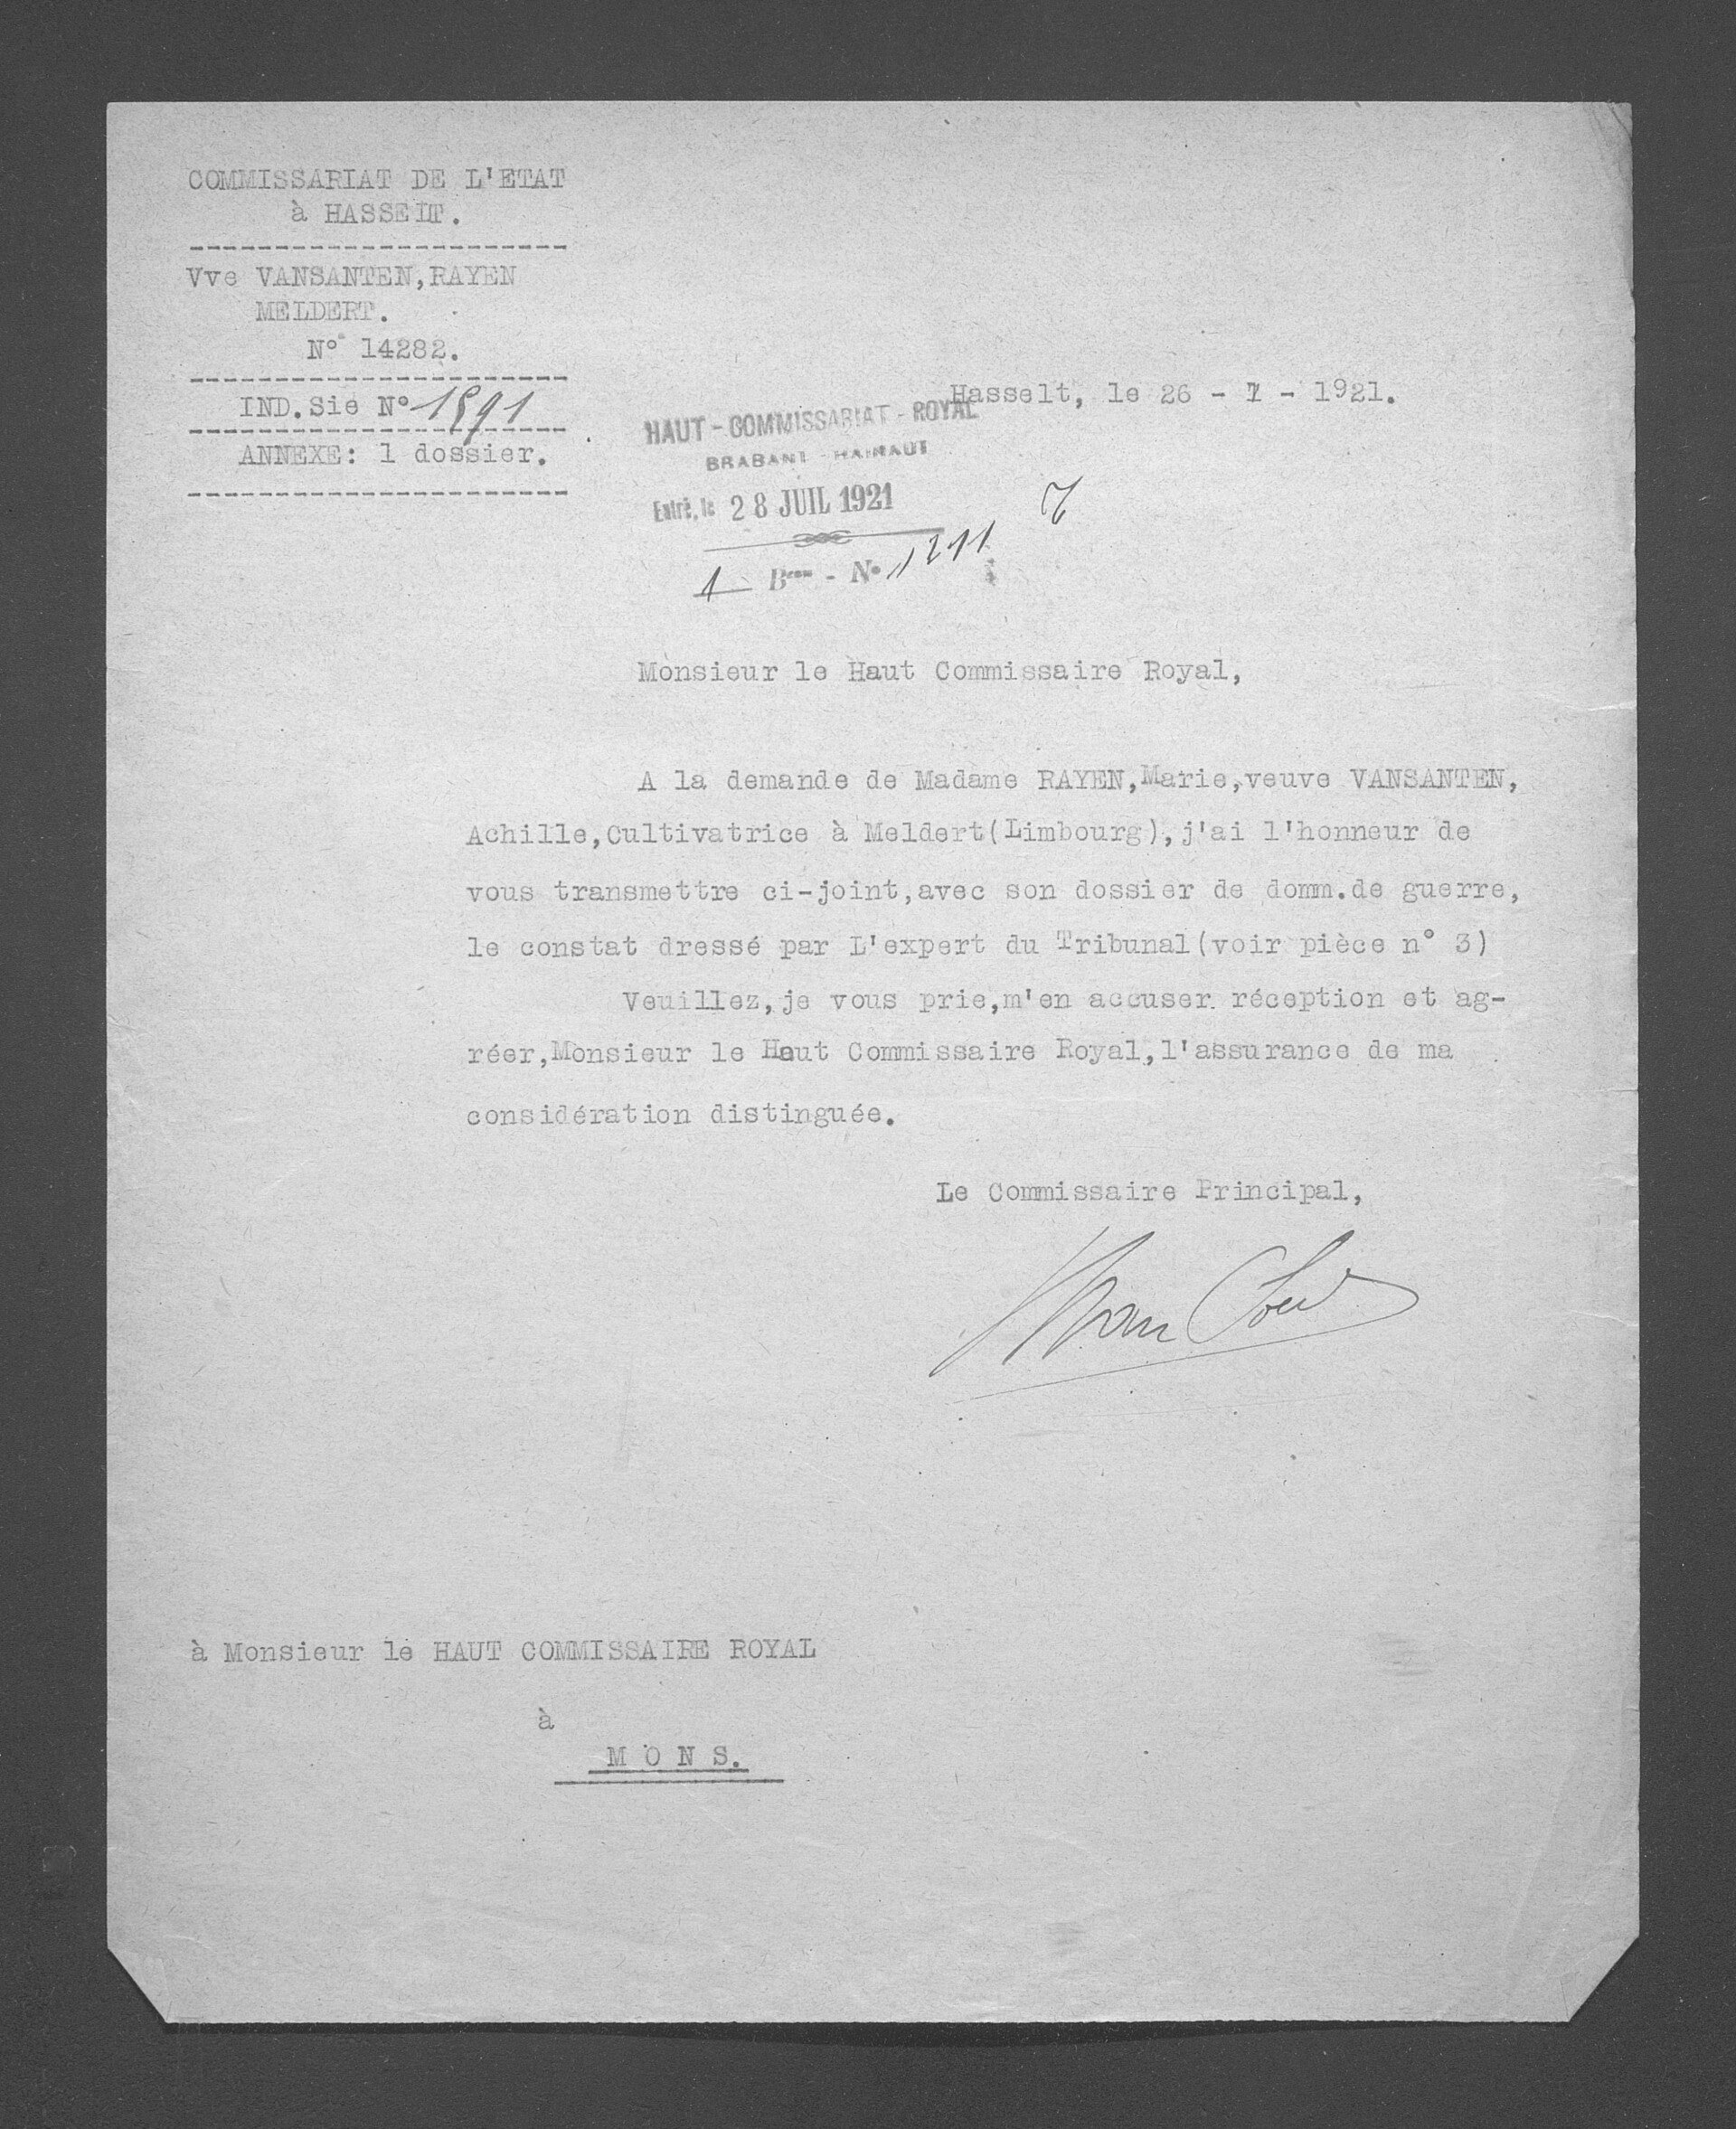 COMMISSARIAT DE L'ETAT
à HASSELT.
Vve VANSANTEN,RAYEN
MELDERT.
N° 14282.
IND.Sie N° 1891
ANNEXE: 1 dossier.
Hasselt, le 26 - 7 - 1921.
HAUT - COMMISSARIAT - ROYAL
BRABANT - HAINAUT
Entré, le 28 JUIL 1921
1 Beau - N° 1211
Monsieur le Haut Commissaire Royal,
A la demande de Madame RAYEN,Marie,veuve VANSANTEN,
Achille,Cultivatrice à Meldert(Limbourg),j'ai l'honneur de
vous transmettre ci-joint,avec son dossier de domm.de guerre,
le constat dressé par L'expert du Tribunal(voir pièce n° 3)
Veuillez,je vous prie,m'en accuser réception et ag-
réer,Monsieur le Haut Commissaire Royal,l'assurance de ma
considération distinguée.
Le Commissaire Principal,
à Monsieur le HAUT COMMISSAIRE ROYAL
à
M O N S.